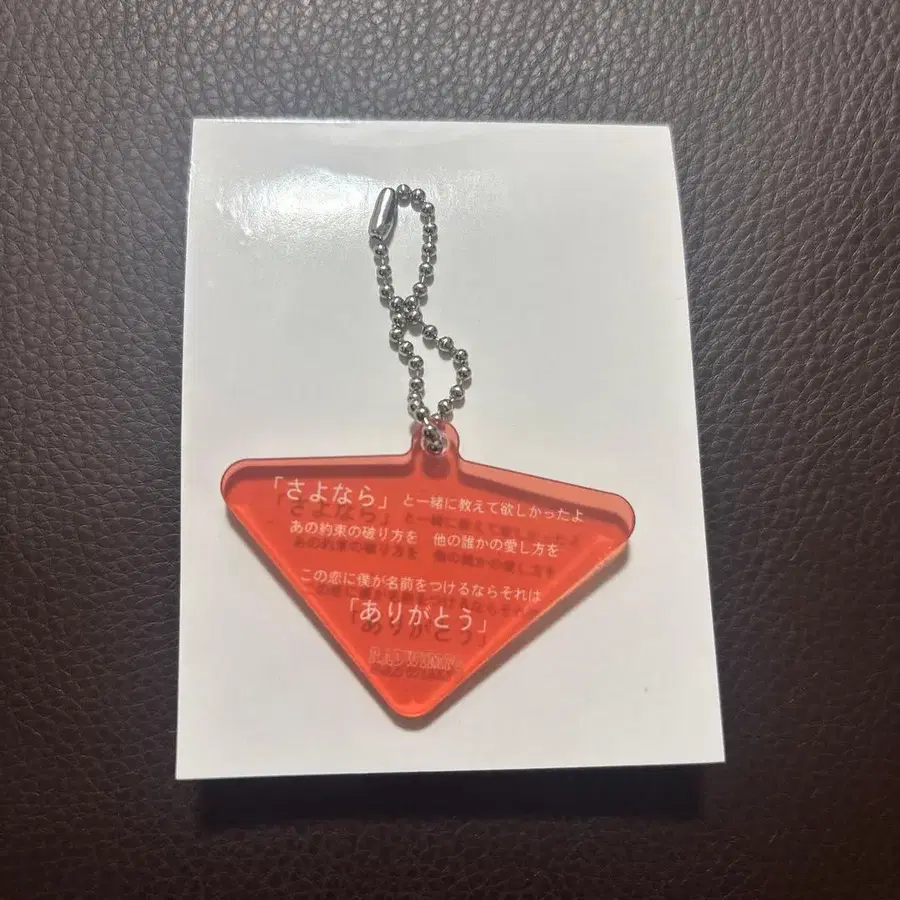 「さよなら」と一緒に教えて欲しかったよ
あの約束の破り方を　他の誰かの愛し方を
この恋に僕が名前をつけるならそれは
「ありがとう」
RADWIMPS